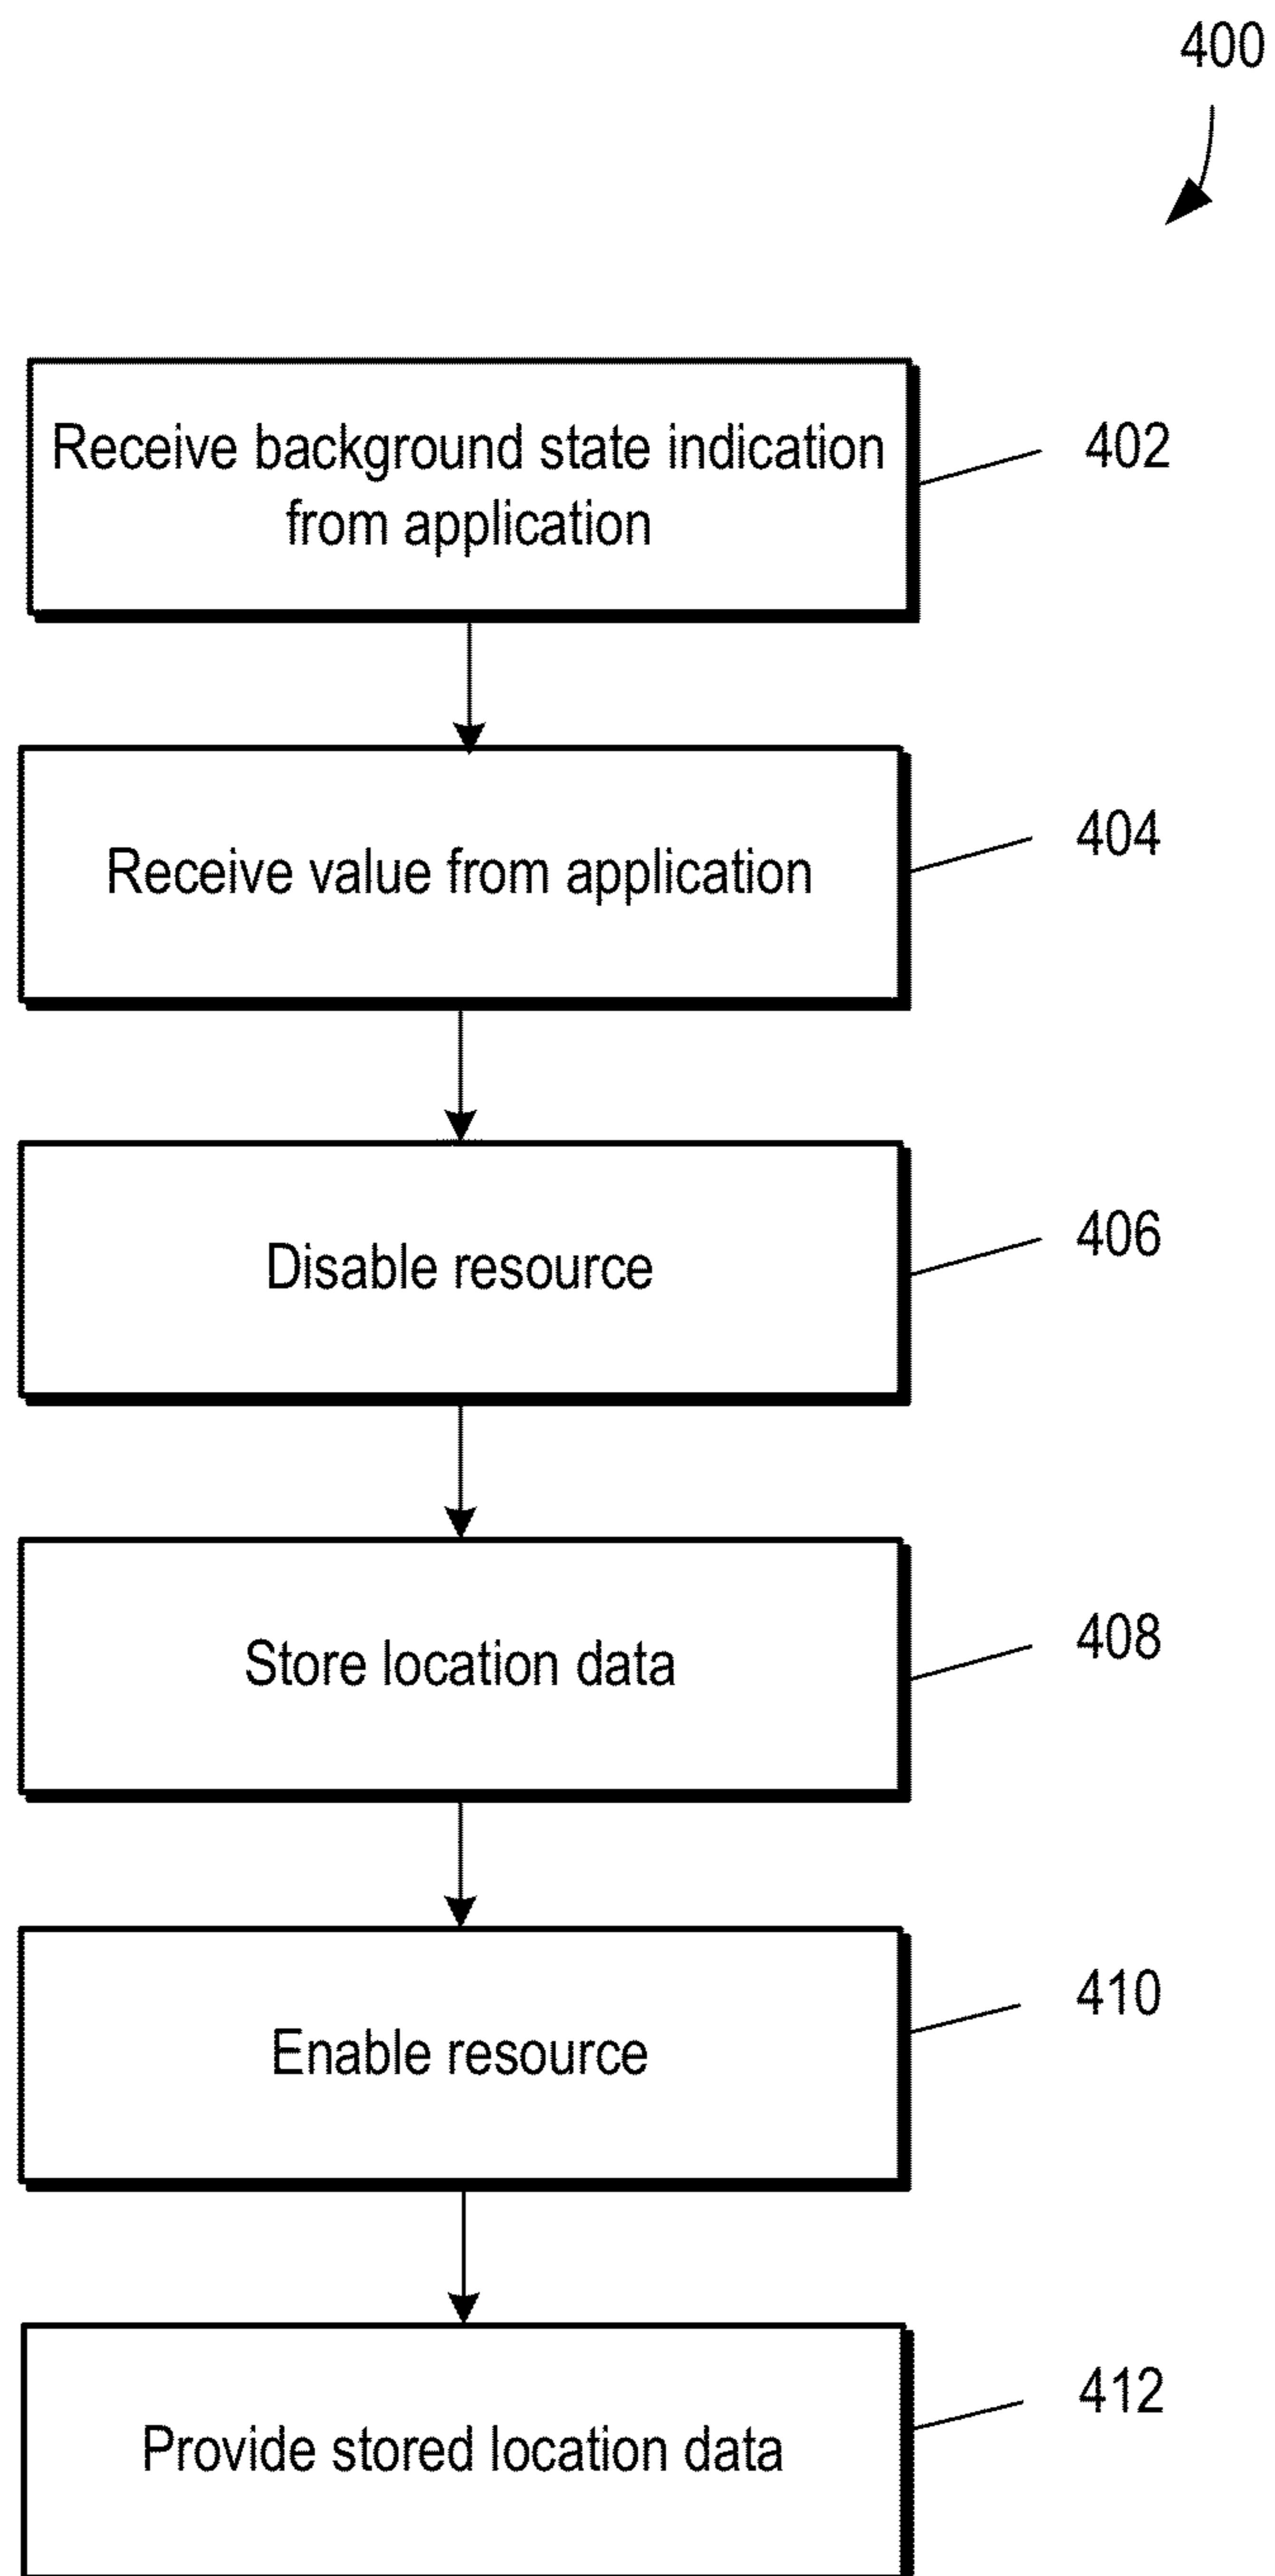 400
Receive background state indication
from application
402
Receive value from application
404
Disable resource
406
Store location data
408
Enable resource
410
Provide stored location data
412